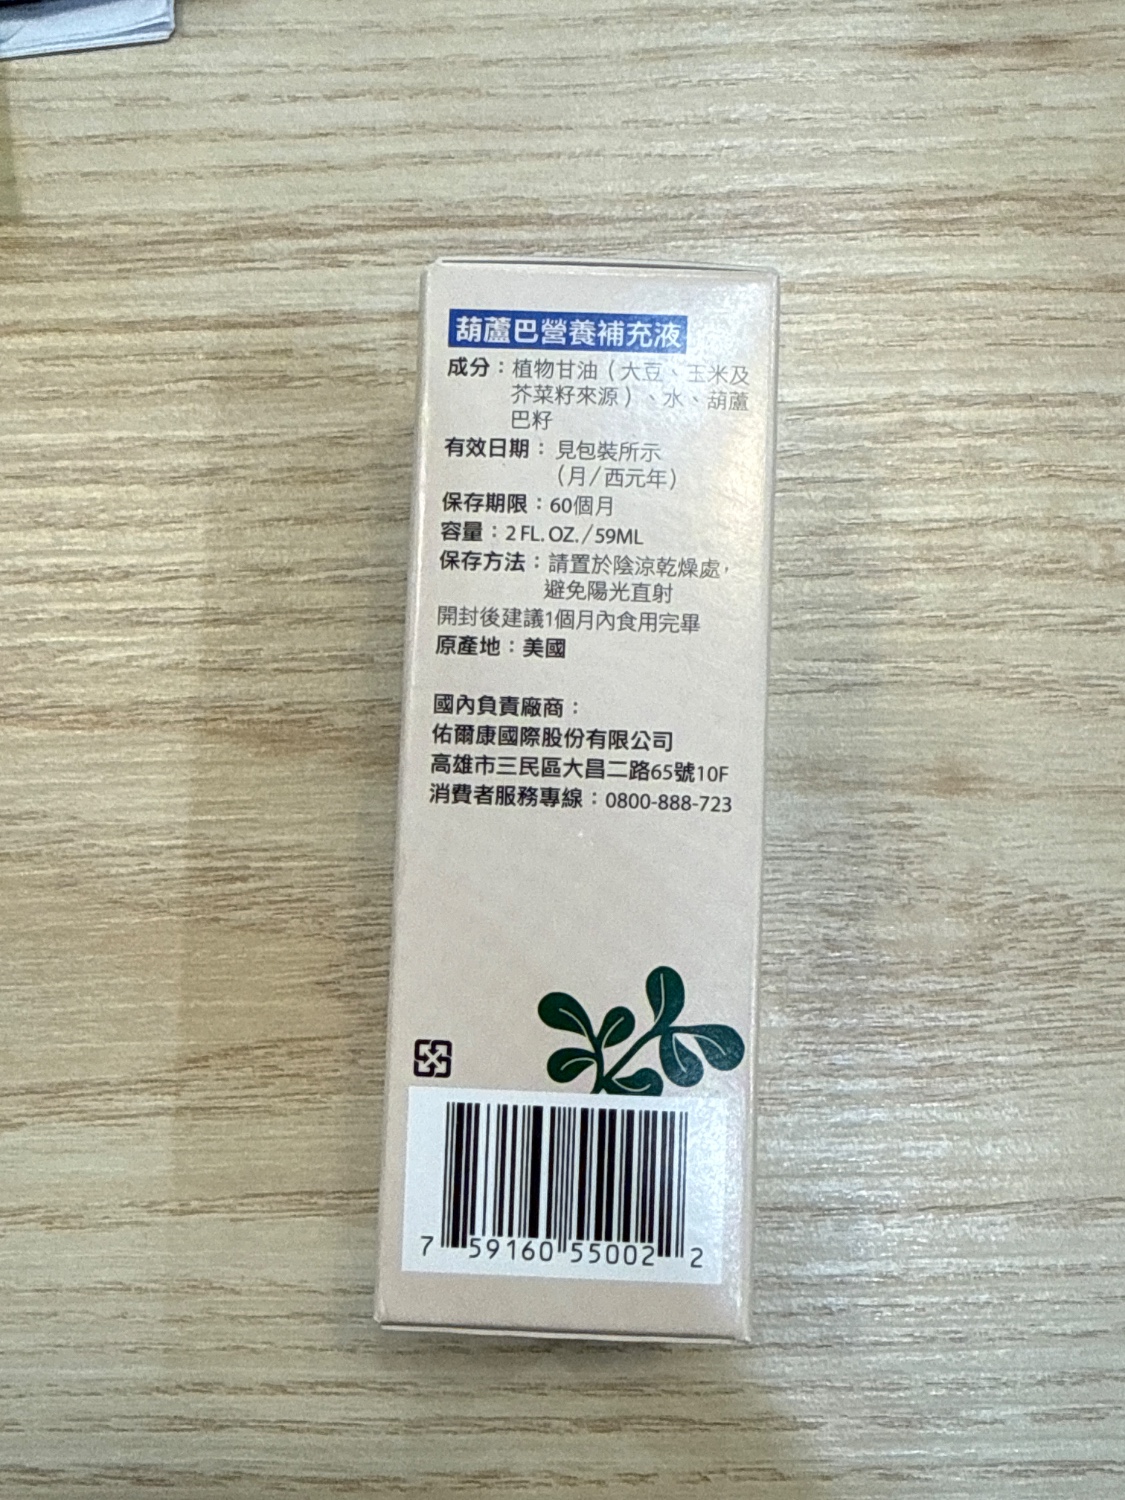 葫蘆巴營養補充液
成分：植物甘油（大豆、玉米及
芥菜籽來源）、水、葫蘆
巴籽
有效日期：見包裝所示
（月/西元年）
保存期限：60個月
容量：2 FL. OZ./59ML
保存方法：請置於陰涼乾燥處，
避免陽光直射
開封後建議1個月內食用完畢
原產地：美國
國內負責廠商：
佑爾康國際股份有限公司
高雄市三民區大昌二路65號10F
消費者服務專線：0800-888-723
7 59160 55002 2